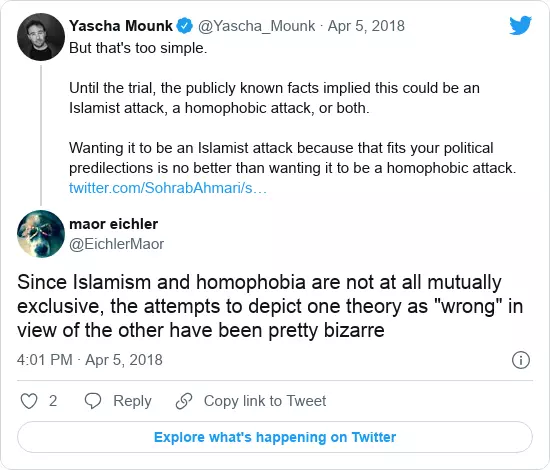 Yascha Mounk @Yascha_Mounk · Apr 5, 2018
But that's too simple.
Until the trial, the publicly known facts implied this could be an
Islamist attack, a homophobic attack, or both.
Wanting it to be an Islamist attack because that fits your political
predilections is no better than wanting it to be a homophobic attack.
twitter.com/SohrabAhmari/s…
maor eichler
@EichlerMaor
Since Islamism and homophobia are not at all mutually
exclusive, the attempts to depict one theory as "wrong" in
view of the other have been pretty bizarre
4:01 PM · Apr 5, 2018
2 Reply Copy link to Tweet
Explore what's happening on Twitter